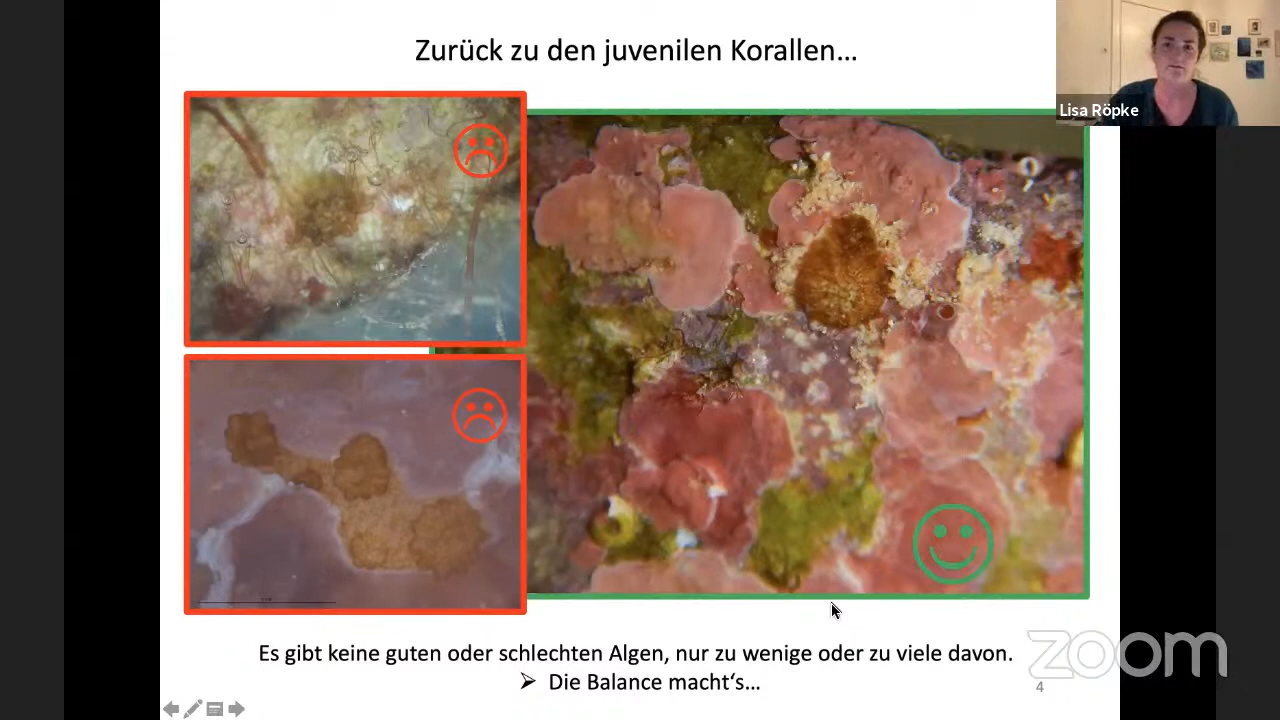 Zurück zu den juvenilen Korallen...
Lisa Röpke
Es gibt keine guten oder schlechten Algen, nur zu wenige oder zu viele davon.
➢ Die Balance macht‘s...
zoom
4